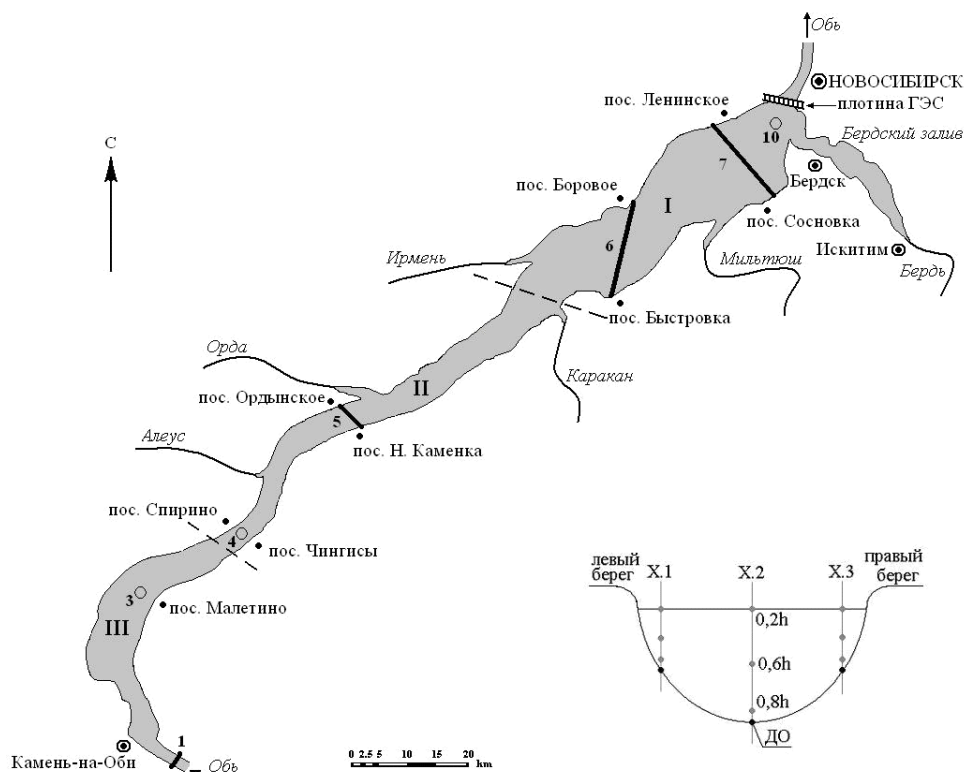 Обь
НОВОСИБИРСК
плотина ГЭС
пос. Ленинское
10
Бердский залив
С
7
Бердск
пос. Боровое
I
пос. Сосновка
6
Искитим
Ирмень
Мильтюш
Бердь
пос. Быстровка
Орда
Каракан
II
пос. Ордынское
5
Алеус
пос. Н. Каменка
пос. Спирино
4
пос. Чингисы
левый
берег
X.1
X.2
X.3
правый
берег
3
пос. Малетино
0,2h
III
0,6h
0,8h
ДО
1
Камень-на-Оби
Обь
0 2.5 5 10 15 20
km